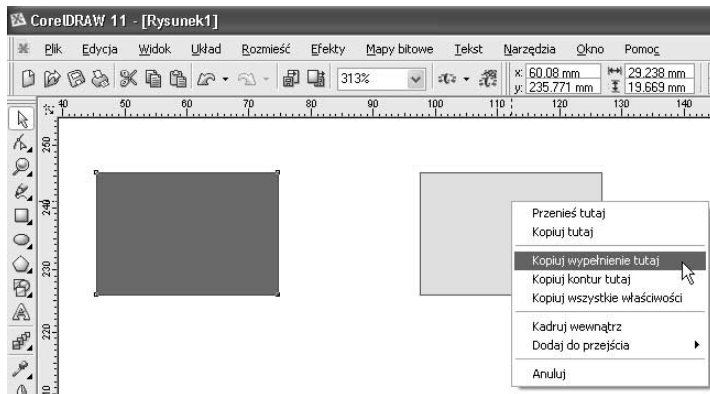 CorelDRAW 11 - [Rysunek1]
Plik Edycja Widok Układ Rozmieść Efekty Mapy bitowe Tekst Narzędzia Okno Pomoc
313% x: 60.08 mm 29.238 mm
y: 235.771 mm 19.669 mm
40 50 60 70 80 90 100 110 120 130 140
250
240
230
220
Przenieś tutaj
Kopiuj tutaj
Kopiuj wypełnienie tutaj
Kopiuj kontur tutaj
Kopiuj wszystkie właściwości
Kadruj wewnątrz
Dodaj do przejścia
Anuluj